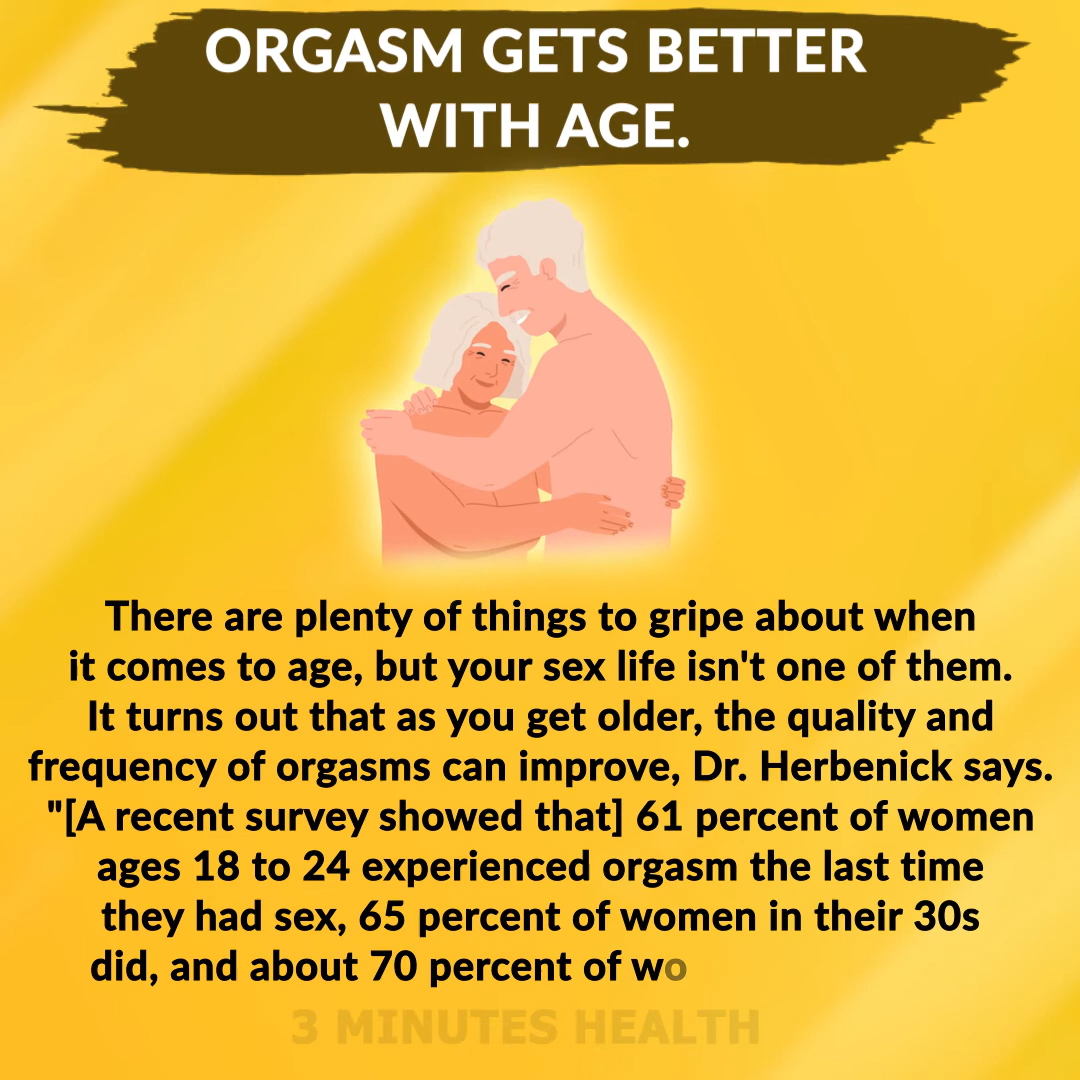 ORGASM GETS BETTER
WITH AGE.
There are plenty of things to gripe about when
it comes to age, but your sex life isn't one of them.
It turns out that as you get older, the quality and
frequency of orgasms can improve, Dr. Herbenick says.
"[A recent survey showed that] 61 percent of women
ages 18 to 24 experienced orgasm the last time
they had sex, 65 percent of women in their 30s
did, and about 70 percent of wo
3 MINUTES HEALTH